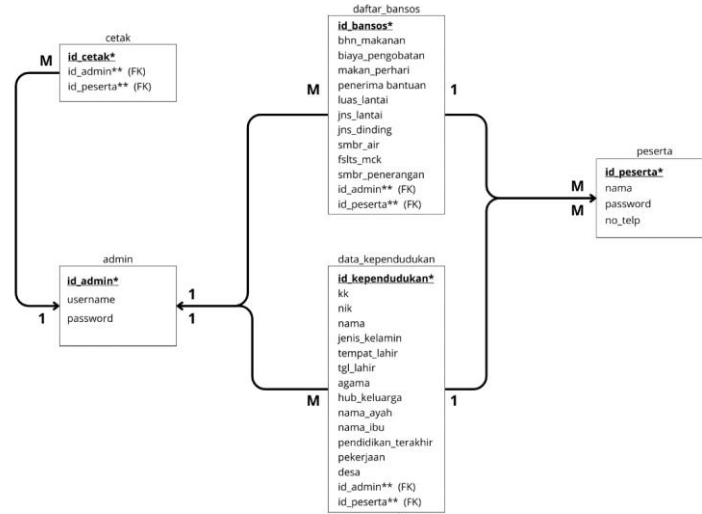 cetak
M
id_cetak*
id_admin** (FK)
id_peserta** (FK)
daftar_bansos
id_bansos*
bhn_makanan
biaya_pengobatan
makan_perhari
penerima bantuan
luas_lantai
jns_lantai
jns_dinding
smbr_air
fslts_mck
smbr_penerangan
id_admin** (FK)
id_peserta** (FK)
M
1
peserta
id_peserta*
nama
password
no_telp
M
M
admin
id_admin*
username
password
1
1
1
data_kependudukan
id_kependudukan*
kk
nik
nama
jenis_kelamin
tempat_lahir
tgl_lahir
agama
hub_keluarga
nama_ayah
nama_ibu
pendidikan_terakhir
pekerjaan
desa
id_admin** (FK)
id_peserta** (FK)
M
1